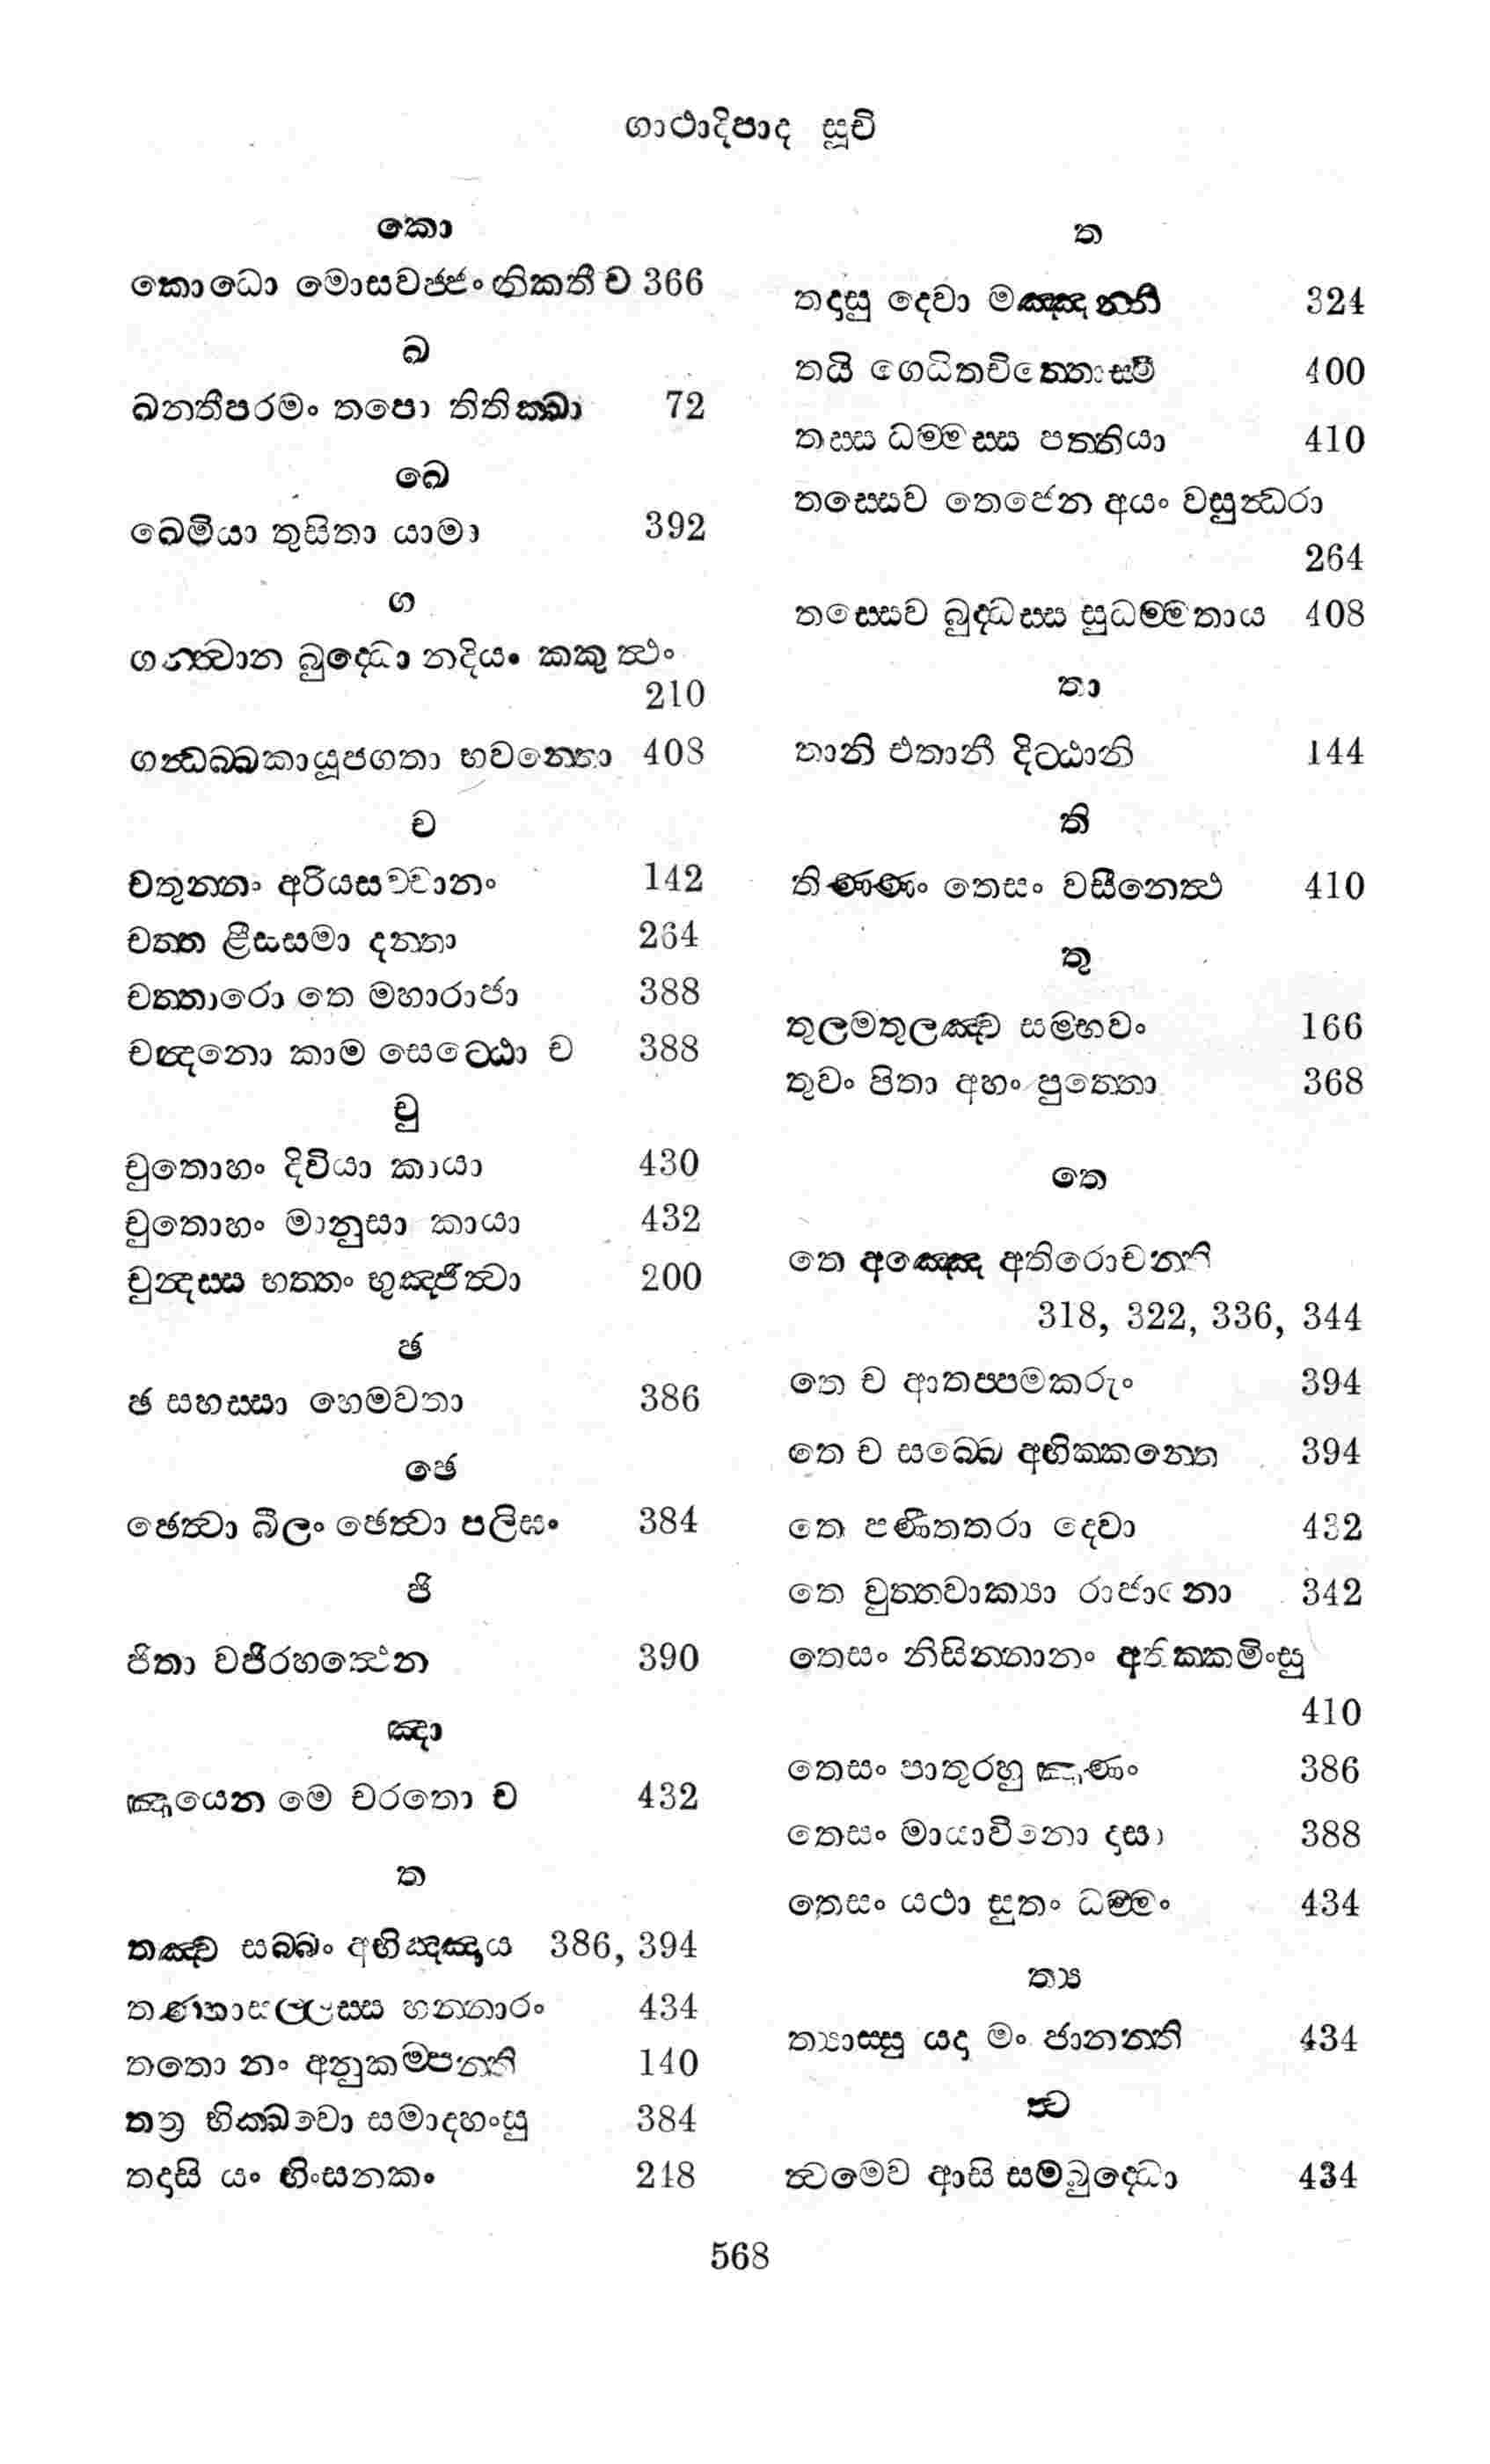 ගාථාදිපාද සූචි
කො
කොධො මොසවජ්ජං නිකතී ච 366
ඛ
ඛනතීපරමං තපො තිතික්ඛා 72
ඛෙ
ඛෙමියා තුසිතා යාමා 392
ග
ගන්ත්වාන බුද්ධො නදියං කකුත්ථං
210
ගන්ධබ්බකායූපගතා භවන්තො 408
ච
චතුන්නං අරියසච්චානං 142
චත්ත ළීසසමා දන්තා 264
චත්තාරො තෙ මහාරාජා 388
චන්දනො කාම සෙට්ඨො ච 388
චු
චුතොහං දිවියා කායා 430
චුතොහං මානුසා කායා 432
චුන්දස්ස භත්තං භුඤ්ජිත්වා 200
ඡ
ඡ සහස්සා හෙමවතා 386
ඡෙ
ඡෙත්වා ඛීලං ඡෙත්වා පලිඝං 384
ජි
ජිතා වජිරහත්ථෙන 390
ඤා
ඤායෙන මෙ චරතො ච 432
ත
තඤ්ච සබ්බං අභිඤ්ඤාය 386, 394
තණ්හාසල්ලස්ස හන්තාරං 434
තතො නං අනුකම්පන්ති 140
තත්‍ර භික්ඛවො සමාදහංසු 384
තදාසි යං භිංසනකං 248
ත
තදාසු දෙවා මඤ්ඤන්ති 324
තයි ගෙධිතචිත්තොස්මි 400
තස්ස ධම්මස්ස පත්තියා 410
තස්සෙව තෙජෙන අයං වසුන්ධරා
264
තස්සෙව බුද්ධස්ස සුධම්මතාය 408
තා
තානි එතානි දිට්ඨානි 144
ති
තිණ්ණං තෙසං වසීනෙත්ථ 410
තු
තුලමතුලඤ්ච සම්භවං 166
තුවං පිතා අහං පුත්තො 368
තෙ
තෙ අඤ්ඤෙ අතිරොචන්ති
318, 322, 336, 344
තෙ ච ආතප්පමකරුං 394
තෙ ච සබ්බෙ අභික්කන්තෙ 394
තෙ පණීතතරා දෙවා 432
තෙ වුත්තවාක්‍යා රාජානො 342
තෙසං නිසින්නානං අභික්කමිංසු
410
තෙසං පාතුරහු ඤාණං 386
තෙසං මායාවිනො දාසා 388
තෙසං යථා සුතං ධම්මං 434
ත්‍ය
ත්‍යාස්සු යදා මං ජානන්ති 434
ත්ව
ත්වමෙව ආසි සම්බුද්ධො 434
568